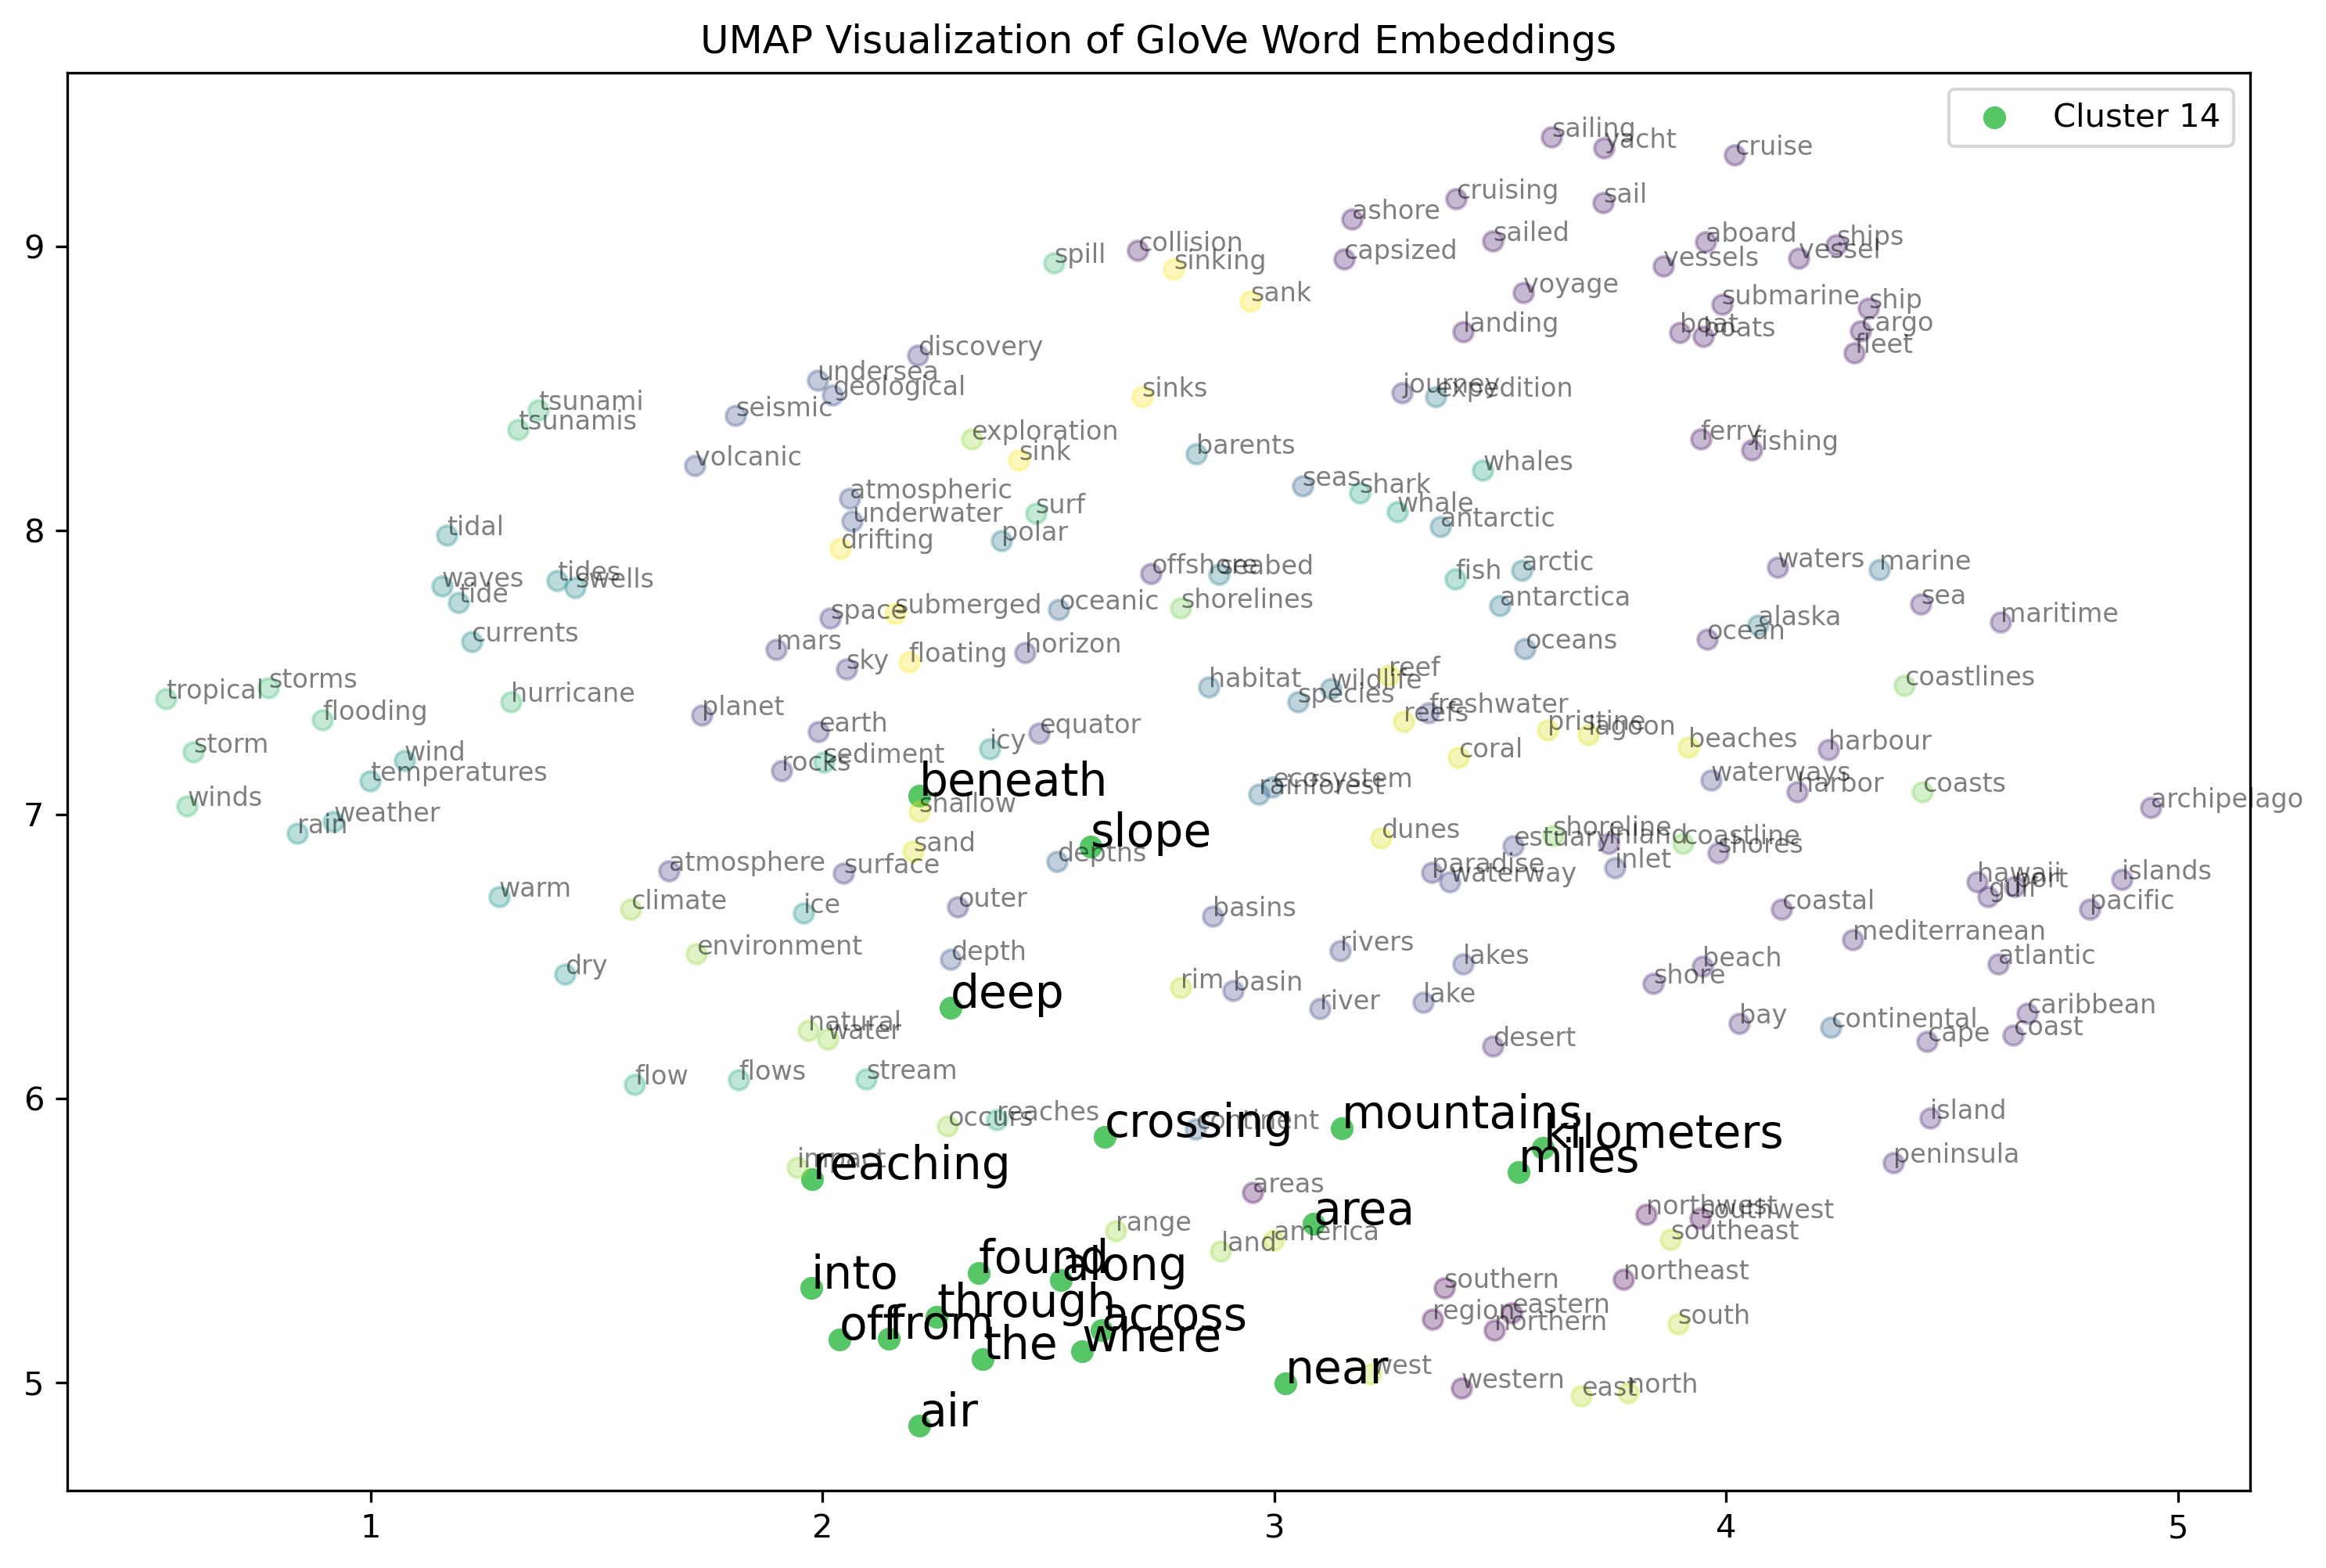 UMAP Visualization of GloVe Word Embeddings
Cluster 14
sailing
yacht
cruise
cruising
sail
ashore
sailed
aboard
ships
collision
capsized
vessels
vessel
spill
sinking
voyage
submarine
ship
sank
landing
boat
boats
cargo
fleet
discovery
undersea
geological
sinks
journey
expedition
tsunami
tsunamis
seismic
exploration
ferry
fishing
volcanic
sink
barents
whales
seas
shark
atmospheric
underwater
surf
whale
antarctic
tidal
drifting
polar
offshore
seabed
fish
arctic
waters
marine
waves
tides
swells
tide
space
submerged
oceanic
shorelines
antarctica
sea
alaska
maritime
currents
mars
sky
floating
horizon
oceans
ocean
tropical
storms
hurricane
habitat
wildlife
species
reef
coastlines
flooding
planet
earth
equator
reefs
freshwater
pristine
lagoon
storm
wind
temperatures
rocks
sediment
icy
coral
beaches
harbour
beneath
ecosystem
rainforest
waterways
harbor
coasts
archipelago
winds
weather
rain
shallow
slope
dunes
shoreline
estuary
inland
coastline
shores
sand
depths
atmosphere
surface
paradise
waterway
inlet
hawaii
port
gulf
islands
warm
climate
ice
outer
basins
coastal
pacific
environment
depth
rivers
lakes
beach
mediterranean
atlantic
dry
deep
rim
basin
river
lake
shore
natural
water
desert
bay
continental
cape
caribbean
coast
flow
flows
stream
occurs
reaches
crossing
continent
mountains
kilometers
miles
island
peninsula
impact
reaching
areas
area
northwest
southwest
southeast
range
land
america
found
along
into
southern
northeast
through
across
region
eastern
northern
south
off
from
the
where
near
west
western
east
north
air
9
8
7
6
5
1 2 3 4 5